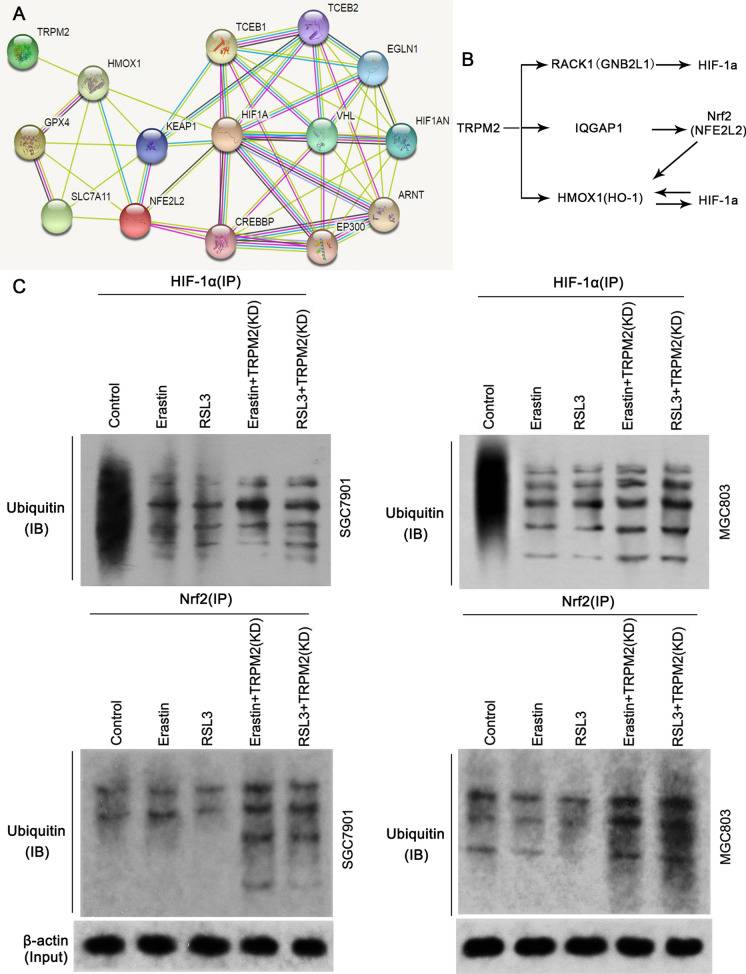 A
TRPM2
HMOX1
GPX4
SLC7A11
KEAP1
NFE2L2
TCEB1
TCEB2
EGLN1
HIF1A
VHL
HIF1AN
ARNT
CREBBP
EP300
B
RACK1(GNB2L1)
HIF-1a
TRPM2
IQGAP1
Nrf2
(NFE2L2)
HMOX1(HO-1)
HIF-1a
C
HIF-1α(IP)
Control
Erastin
RSL3
Erastin+TRPM2(KD)
RSL3+TRPM2(KD)
Ubiquitin
(IB)
SGC7901
HIF-1α(IP)
Control
Erastin
RSL3
Erastin+TRPM2(KD)
RSL3+TRPM2(KD)
Ubiquitin
(IB)
MGC803
Nrf2(IP)
Control
Erastin
RSL3
Erastin+TRPM2(KD)
RSL3+TRPM2(KD)
Ubiquitin
(IB)
SGC7901
Nrf2(IP)
Control
Erastin
RSL3
Erastin+TRPM2(KD)
RSL3+TRPM2(KD)
Ubiquitin
(IB)
MGC803
β-actin
(Input)